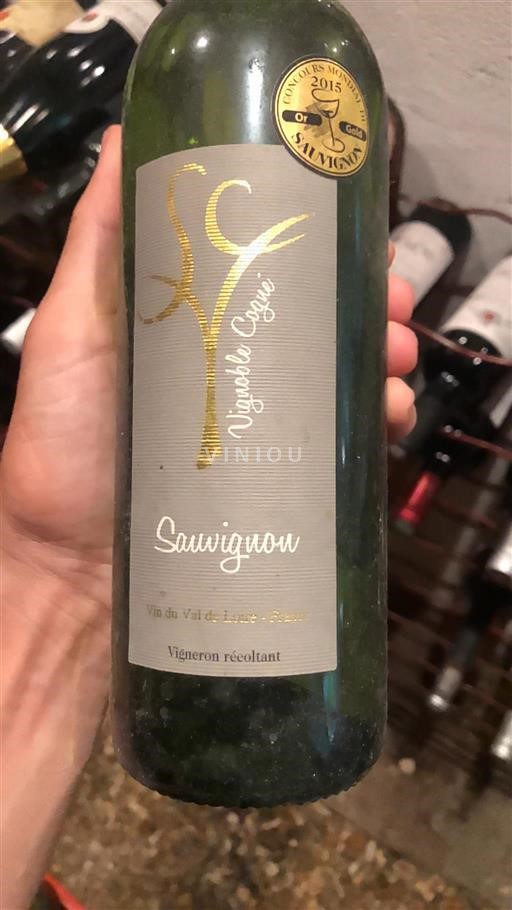 CONCOURS MONDIAL DU
2015
Or
Gold
SAUVIGNON
SC
Vignoble Cogné
VINIOU
Sauvignon
Vin du Val de Loire - France
Vigneron récoltant